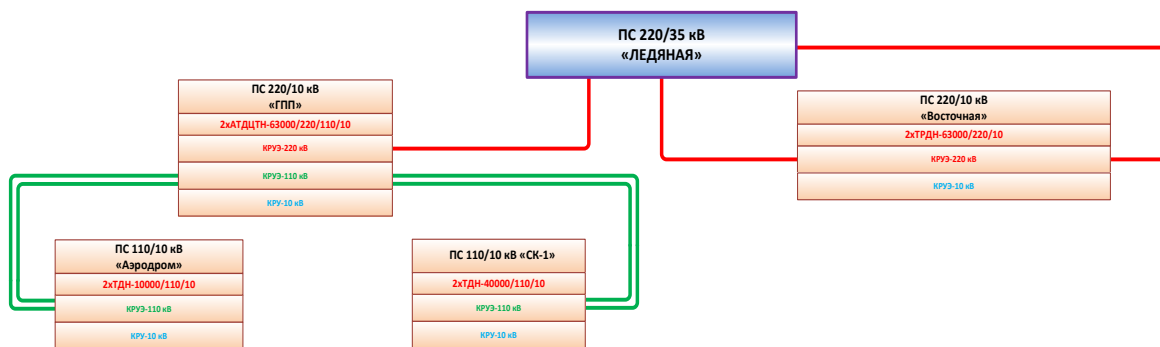 ПС 220/35 кВ
«ЛЕДЯНАЯ»
ПС 220/10 кВ
«ГПП»
2хАТДЦТН-63000/220/110/10
КРУЭ-220 кВ
КРУЭ-110 кВ
КРУ-10 кВ
ПС 220/10 кВ
«Восточная»
2хТРДН-63000/220/10
КРУЭ-220 кВ
КРУЭ-10 кВ
ПС 110/10 кВ
«Аэродром»
2хТДН-10000/110/10
КРУЭ-110 кВ
КРУ-10 кВ
ПС 110/10 кВ «СК-1»
2хТДН-40000/110/10
КРУЭ-110 кВ
КРУ-10 кВ